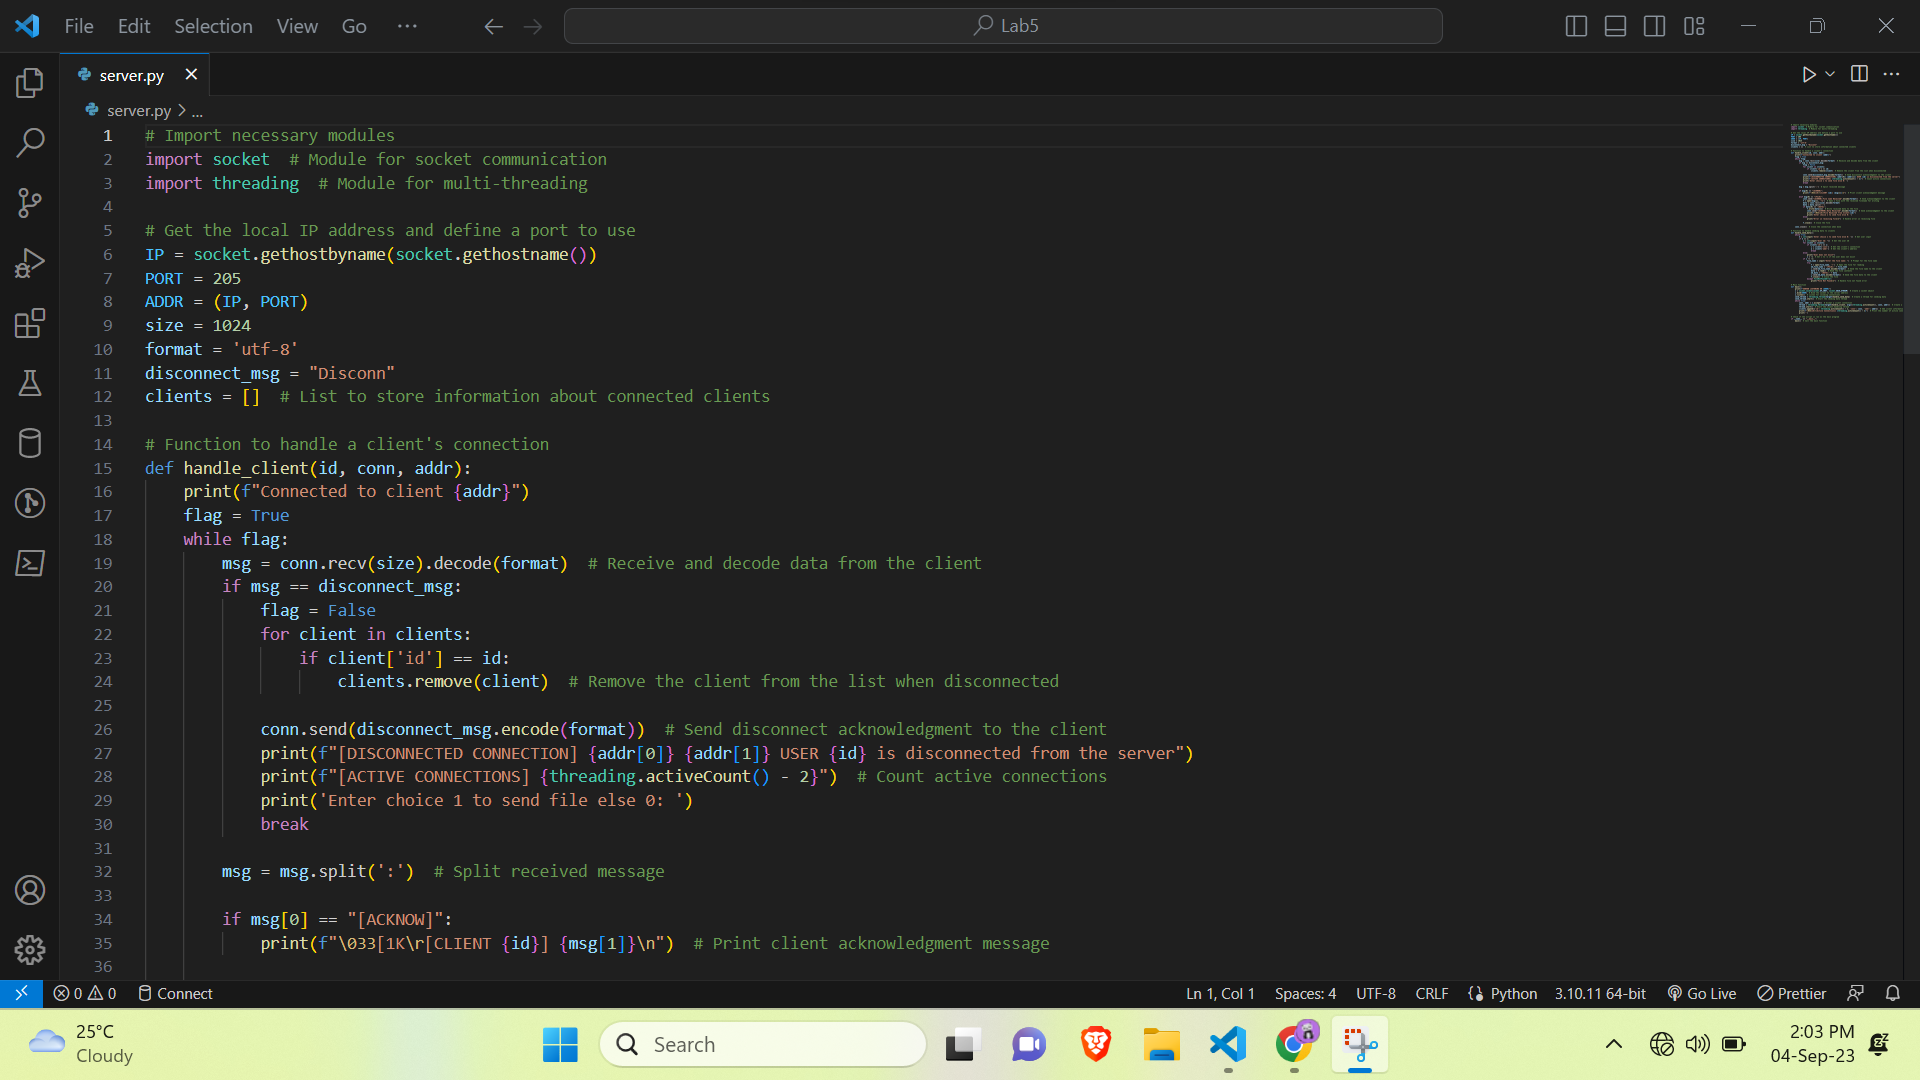 File Edit Selection View Go ··· Lab5
server.py
server.py > ...
1 # Import necessary modules
2 import socket  # Module for socket communication
3 import threading  # Module for multi-threading
4
5 # Get the local IP address and define a port to use
6 IP = socket.gethostbyname(socket.gethostname())
7 PORT = 205
8 ADDR = (IP, PORT)
9 size = 1024
10 format = 'utf-8'
11 disconnect_msg = "Disconn"
12 clients = []  # List to store information about connected clients
13
14 # Function to handle a client's connection
15 def handle_client(id, conn, addr):
16     print(f"Connected to client {addr}")
17     flag = True
18     while flag:
19         msg = conn.recv(size).decode(format)  # Receive and decode data from the client
20         if msg == disconnect_msg:
21             flag = False
22             for client in clients:
23                 if client['id'] == id:
24                     clients.remove(client)  # Remove the client from the list when disconnected
25
26             conn.send(disconnect_msg.encode(format))  # Send disconnect acknowledgment to the client
27             print(f"[DISCONNECTED CONNECTION] {addr[0]} {addr[1]} USER {id} is disconnected from the server")
28             print(f"[ACTIVE CONNECTIONS] {threading.activeCount() - 2}")  # Count active connections
29             print('Enter choice 1 to send file else 0: ')
30             break
31
32         msg = msg.split(':')  # Split received message
33
34         if msg[0] == "[ACKNOW]":
35             print(f"\033[1K\r[CLIENT {id}] {msg[1]}\n")  # Print client acknowledgment message
36
0 0 Connect Ln 1, Col 1 Spaces: 4 UTF-8 CRLF Python 3.10.11 64-bit Go Live Prettier
25°C
Cloudy
Search
2:03 PM
04-Sep-23